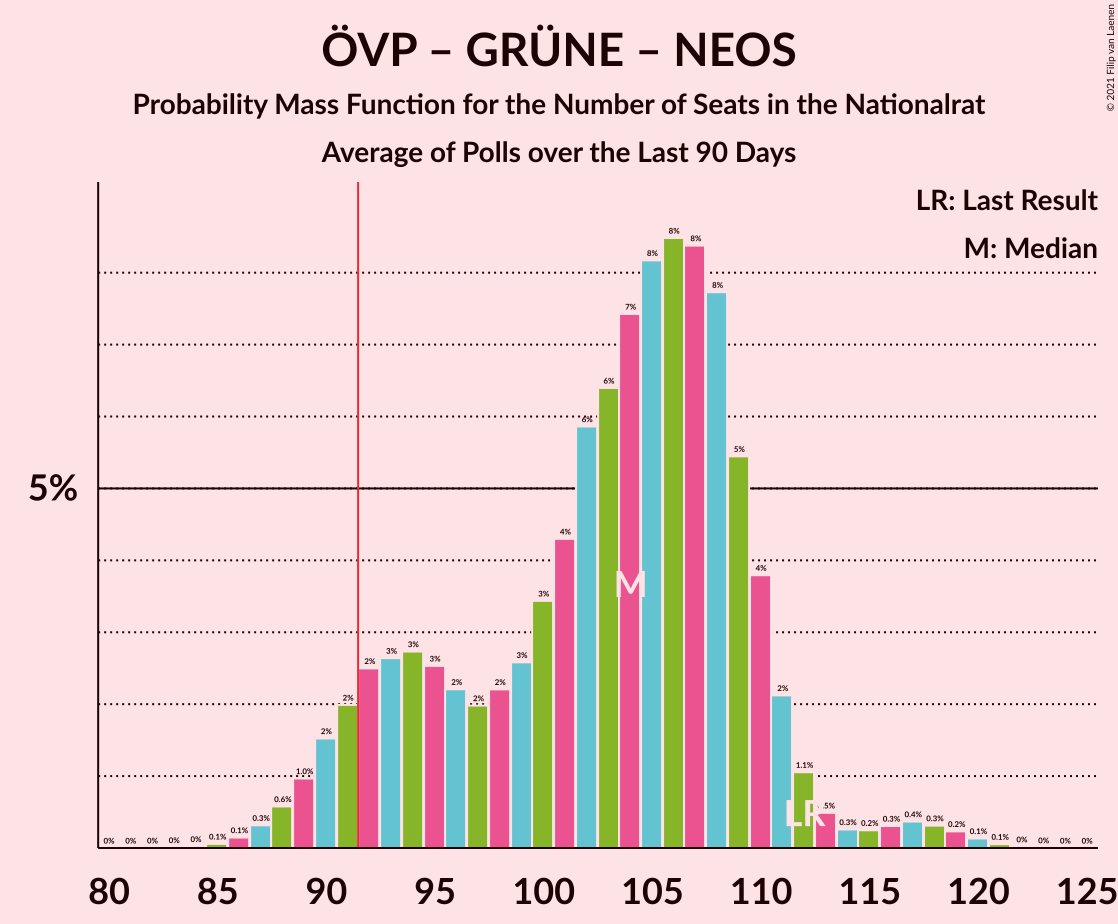 ÖVP – GRÜNE – NEOS
Probability Mass Function for the Number of Seats in the Nationalrat
Average of Polls over the Last 90 Days
© 2021 Filip van Laenen
LR: Last Result
M: Median
5%
0% 0% 0% 0% 0% 0.1% 0.1% 0.3% 0.6% 1.0% 2% 2% 2% 3% 3% 3% 2% 2% 2% 3% 3% 4% 6% 6% 7% 8% 8% 8% 8% 5% 4% 2% 1.1% .5% 0.3% 0.2% 0.3% 0.4% 0.3% 0.2% 0.1% 0.1% 0% 0% 0% 0%
M
LR
80 85 90 95 100 105 110 115 120 125